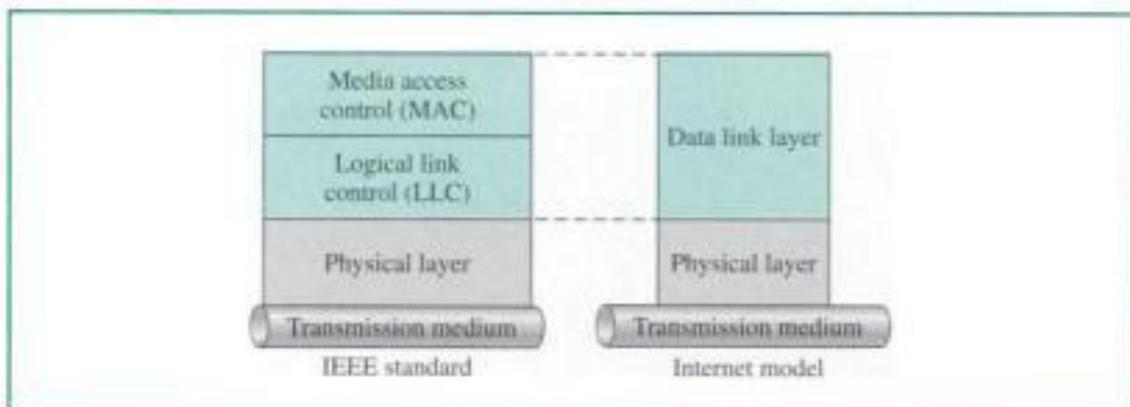 Media access
control (MAC)
Logical link
control (LLC)
Physical layer
Transmission medium
IEEE standard
Data link layer
Physical layer
Transmission medium
Internet model